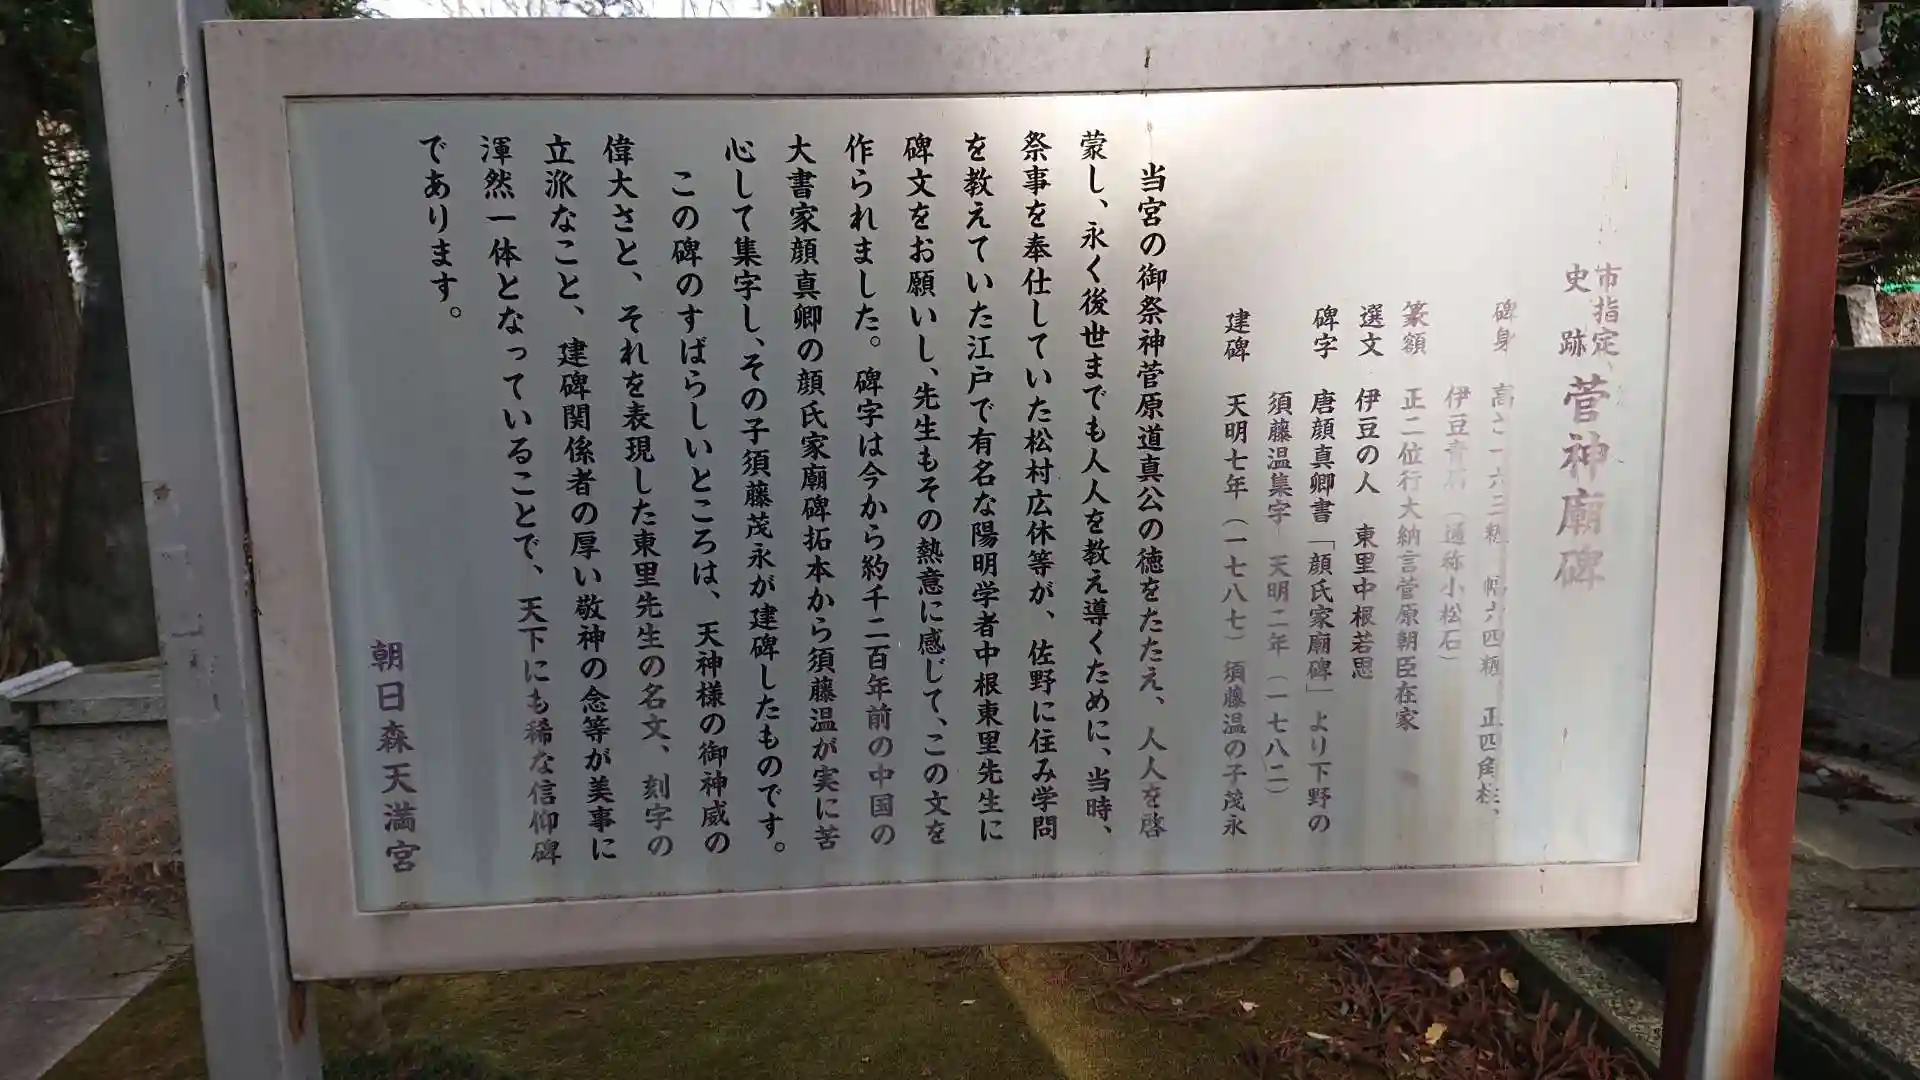 市指定
史跡 菅神廟碑
碑身 高さ一六三糎 幅六四糎 正四角柱、
伊豆青石(通称小松石)
篆額 正二位行大納言菅原朝臣在家
選文 伊豆の人 東里中根若思
碑字 唐顔真卿書「顔氏家廟碑」より下野の
須藤温集字 天明二年(一七八二)
建碑 天明七年(一七八七)須藤温の子茂永
当宮の御祭神菅原道真公の徳をたたえ、人人を啓
蒙し、永く後世までも人人を教え導くために、当時、
祭事を奉仕していた松村広休等が、佐野に住み学問
を教えていた江戸で有名な陽明学者中根東里先生に
碑文をお願いし、先生もその熱意に感じて、この文を
作られました。碑字は今から約千二百年前の中国の
大書家顔真卿の顔氏家廟碑拓本から須藤温が実に苦
心して集字し、その子須藤茂永が建碑したものです。
この碑のすばらしいところは、天神様の御神威の
偉大さと、それを表現した東里先生の名文、刻字の
立派なこと、建碑関係者の厚い敬神の念等が美事に
渾然一体となっていることで、天下にも稀な信仰碑
であります。
朝日森天満宮